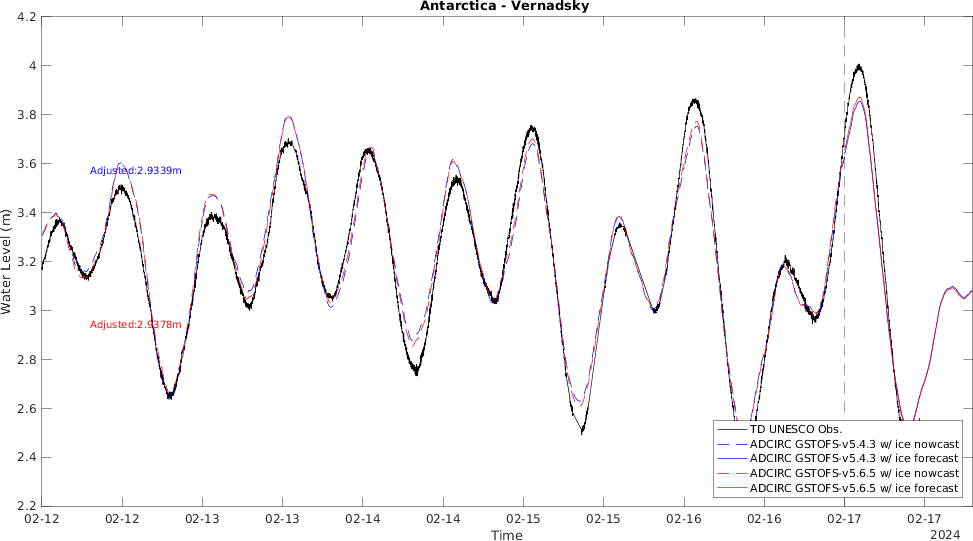 Antarctica - Vernadsky
4.2
4
3.8
3.6
3.4
3.2
3
2.8
2.6
2.4
2.2
Water Level (m)
Adjusted:2.9339m
Adjusted:2.9378m
TD UNESCO Obs.
ADCIRC GSTOFS-v5.4.3 w/ ice nowcast
ADCIRC GSTOFS-v5.4.3 w/ ice forecast
ADCIRC GSTOFS-v5.6.5 w/ ice nowcast
ADCIRC GSTOFS-v5.6.5 w/ ice forecast
02-12 02-12 02-13 02-13 02-14 02-14 02-15 02-15 02-16 02-16 02-17 02-17
Time
2024